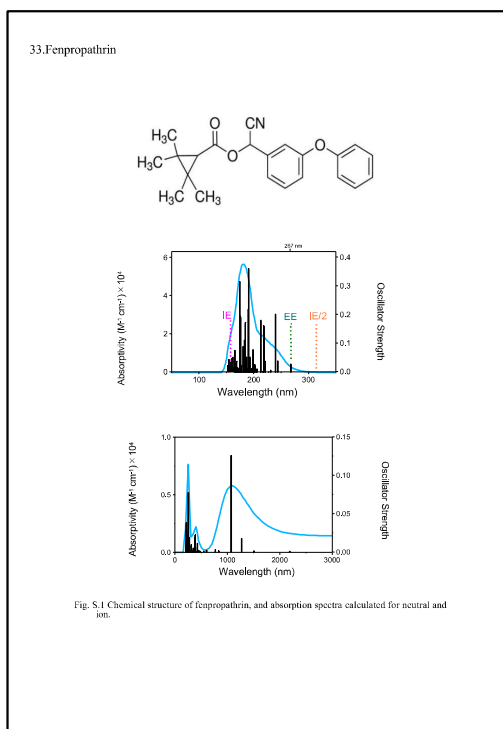 33.Fenpropathrin
O
CN
H₃C
O
O
H₃C
H₃C CH₃
267 nm
6
4
2
0
0.4
0.3
0.2
0.1
0.0
IE
EE
IE/2
Absorptivity (M⁻¹ cm⁻¹) × 10⁴
Oscillator Strength
100 200 300
Wavelength (nm)
1.0
0.5
0.0
0.15
0.10
0.05
0.00
Absorptivity (M⁻¹ cm⁻¹) × 10⁴
Oscillator Strength
0 1000 2000 3000
Wavelength (nm)
Fig. S.1 Chemical structure of fenpropathrin, and absorption spectra calculated for neutral and
ion.